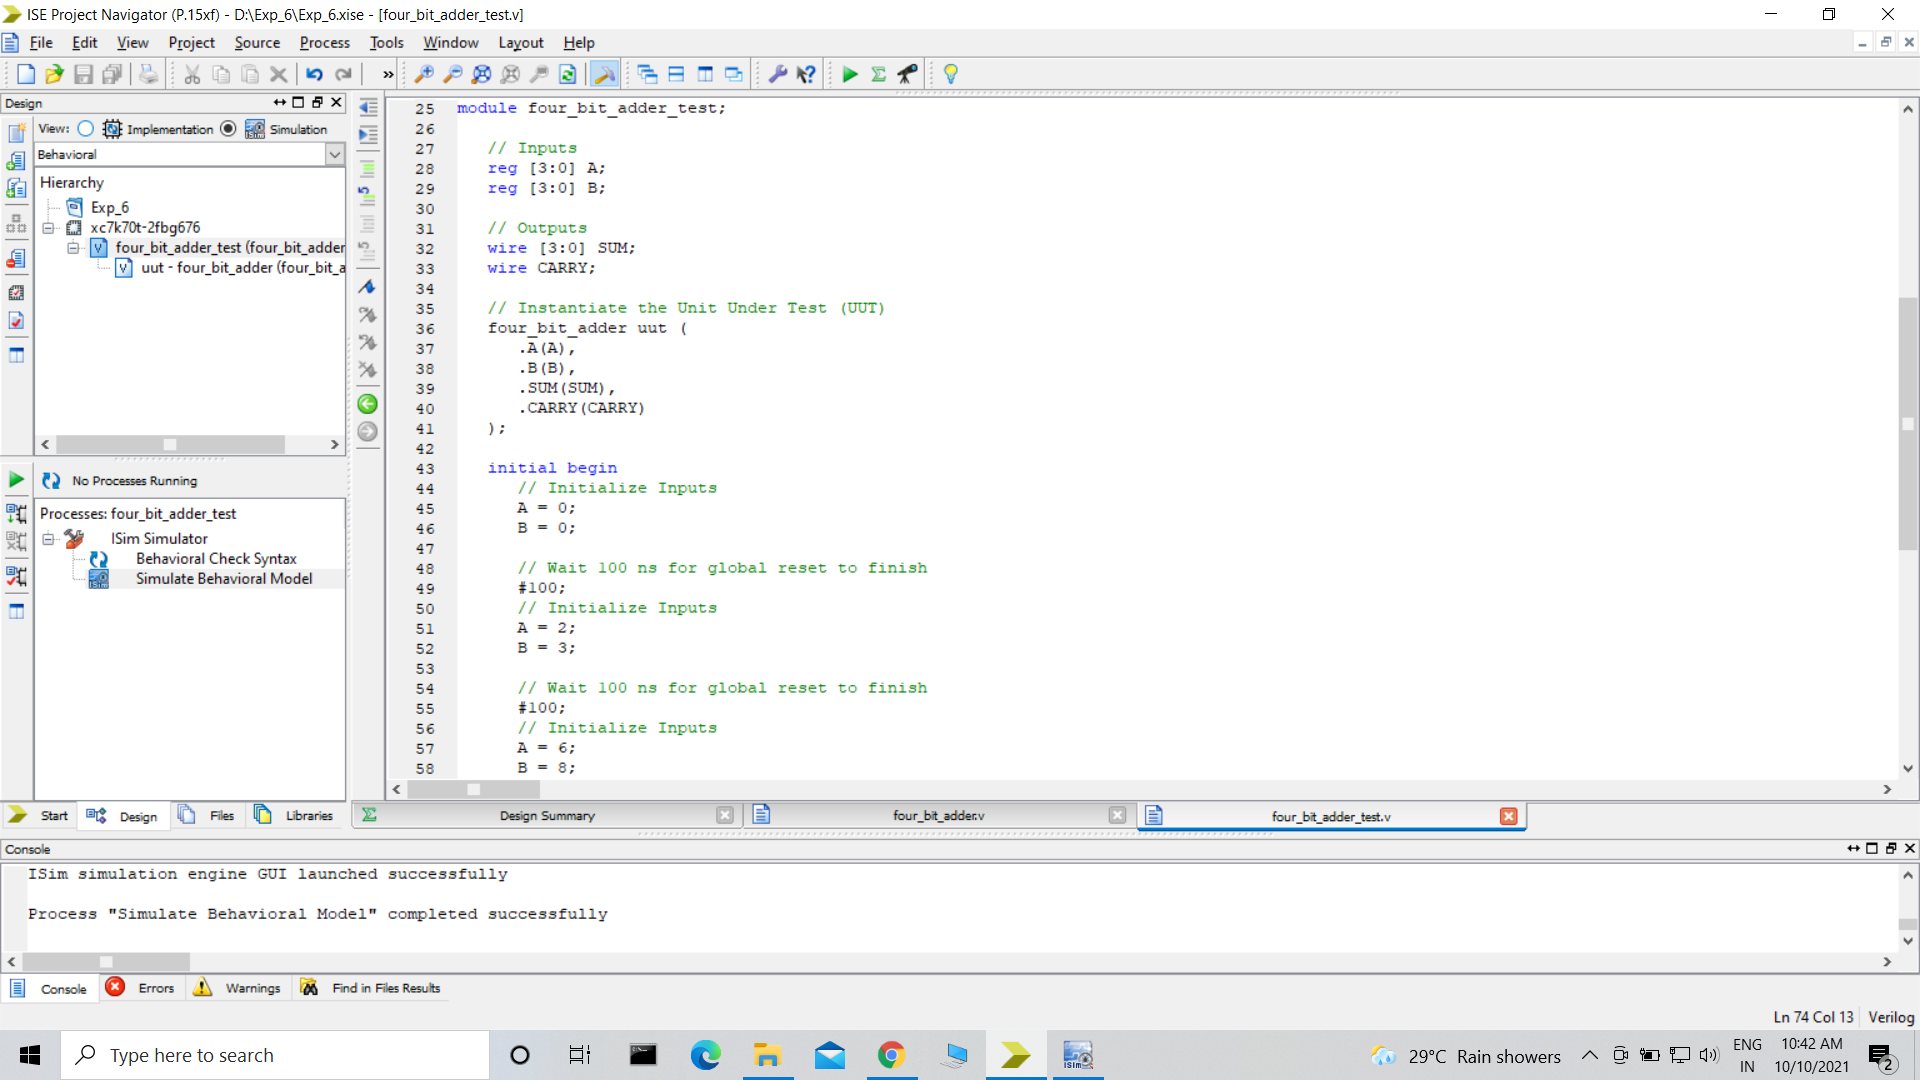 ISE Project Navigator (P.15xf) - D:\Exp_6\Exp_6.xise - [four_bit_adder_test.v]
File Edit View Project Source Process Tools Window Layout Help
Design
View: Implementation Simulation
Behavioral
Hierarchy
Exp_6
xc7k70t-2fbg676
four_bit_adder_test (four_bit_adder
uut - four_bit_adder (four_bit_a
No Processes Running
Processes: four_bit_adder_test
ISim Simulator
Behavioral Check Syntax
Simulate Behavioral Model
Start Design Files Libraries
25 module four_bit_adder_test;
26
27 // Inputs
28 reg [3:0] A;
29 reg [3:0] B;
30
31 // Outputs
32 wire [3:0] SUM;
33 wire CARRY;
34
35 // Instantiate the Unit Under Test (UUT)
36 four_bit_adder uut (
37 .A(A),
38 .B(B),
39 .SUM(SUM),
40 .CARRY(CARRY)
41 );
42
43 initial begin
44 // Initialize Inputs
45 A = 0;
46 B = 0;
47
48 // Wait 100 ns for global reset to finish
49 #100;
50 // Initialize Inputs
51 A = 2;
52 B = 3;
53
54 // Wait 100 ns for global reset to finish
55 #100;
56 // Initialize Inputs
57 A = 6;
58 B = 8;
Design Summary four_bit_adder.v four_bit_adder_test.v
Console
ISim simulation engine GUI launched successfully
Process "Simulate Behavioral Model" completed successfully
Console Errors Warnings Find in Files Results
Ln 74 Col 13 Verilog
Type here to search
29°C Rain showers
ENG
IN
10:42 AM
10/10/2021
2